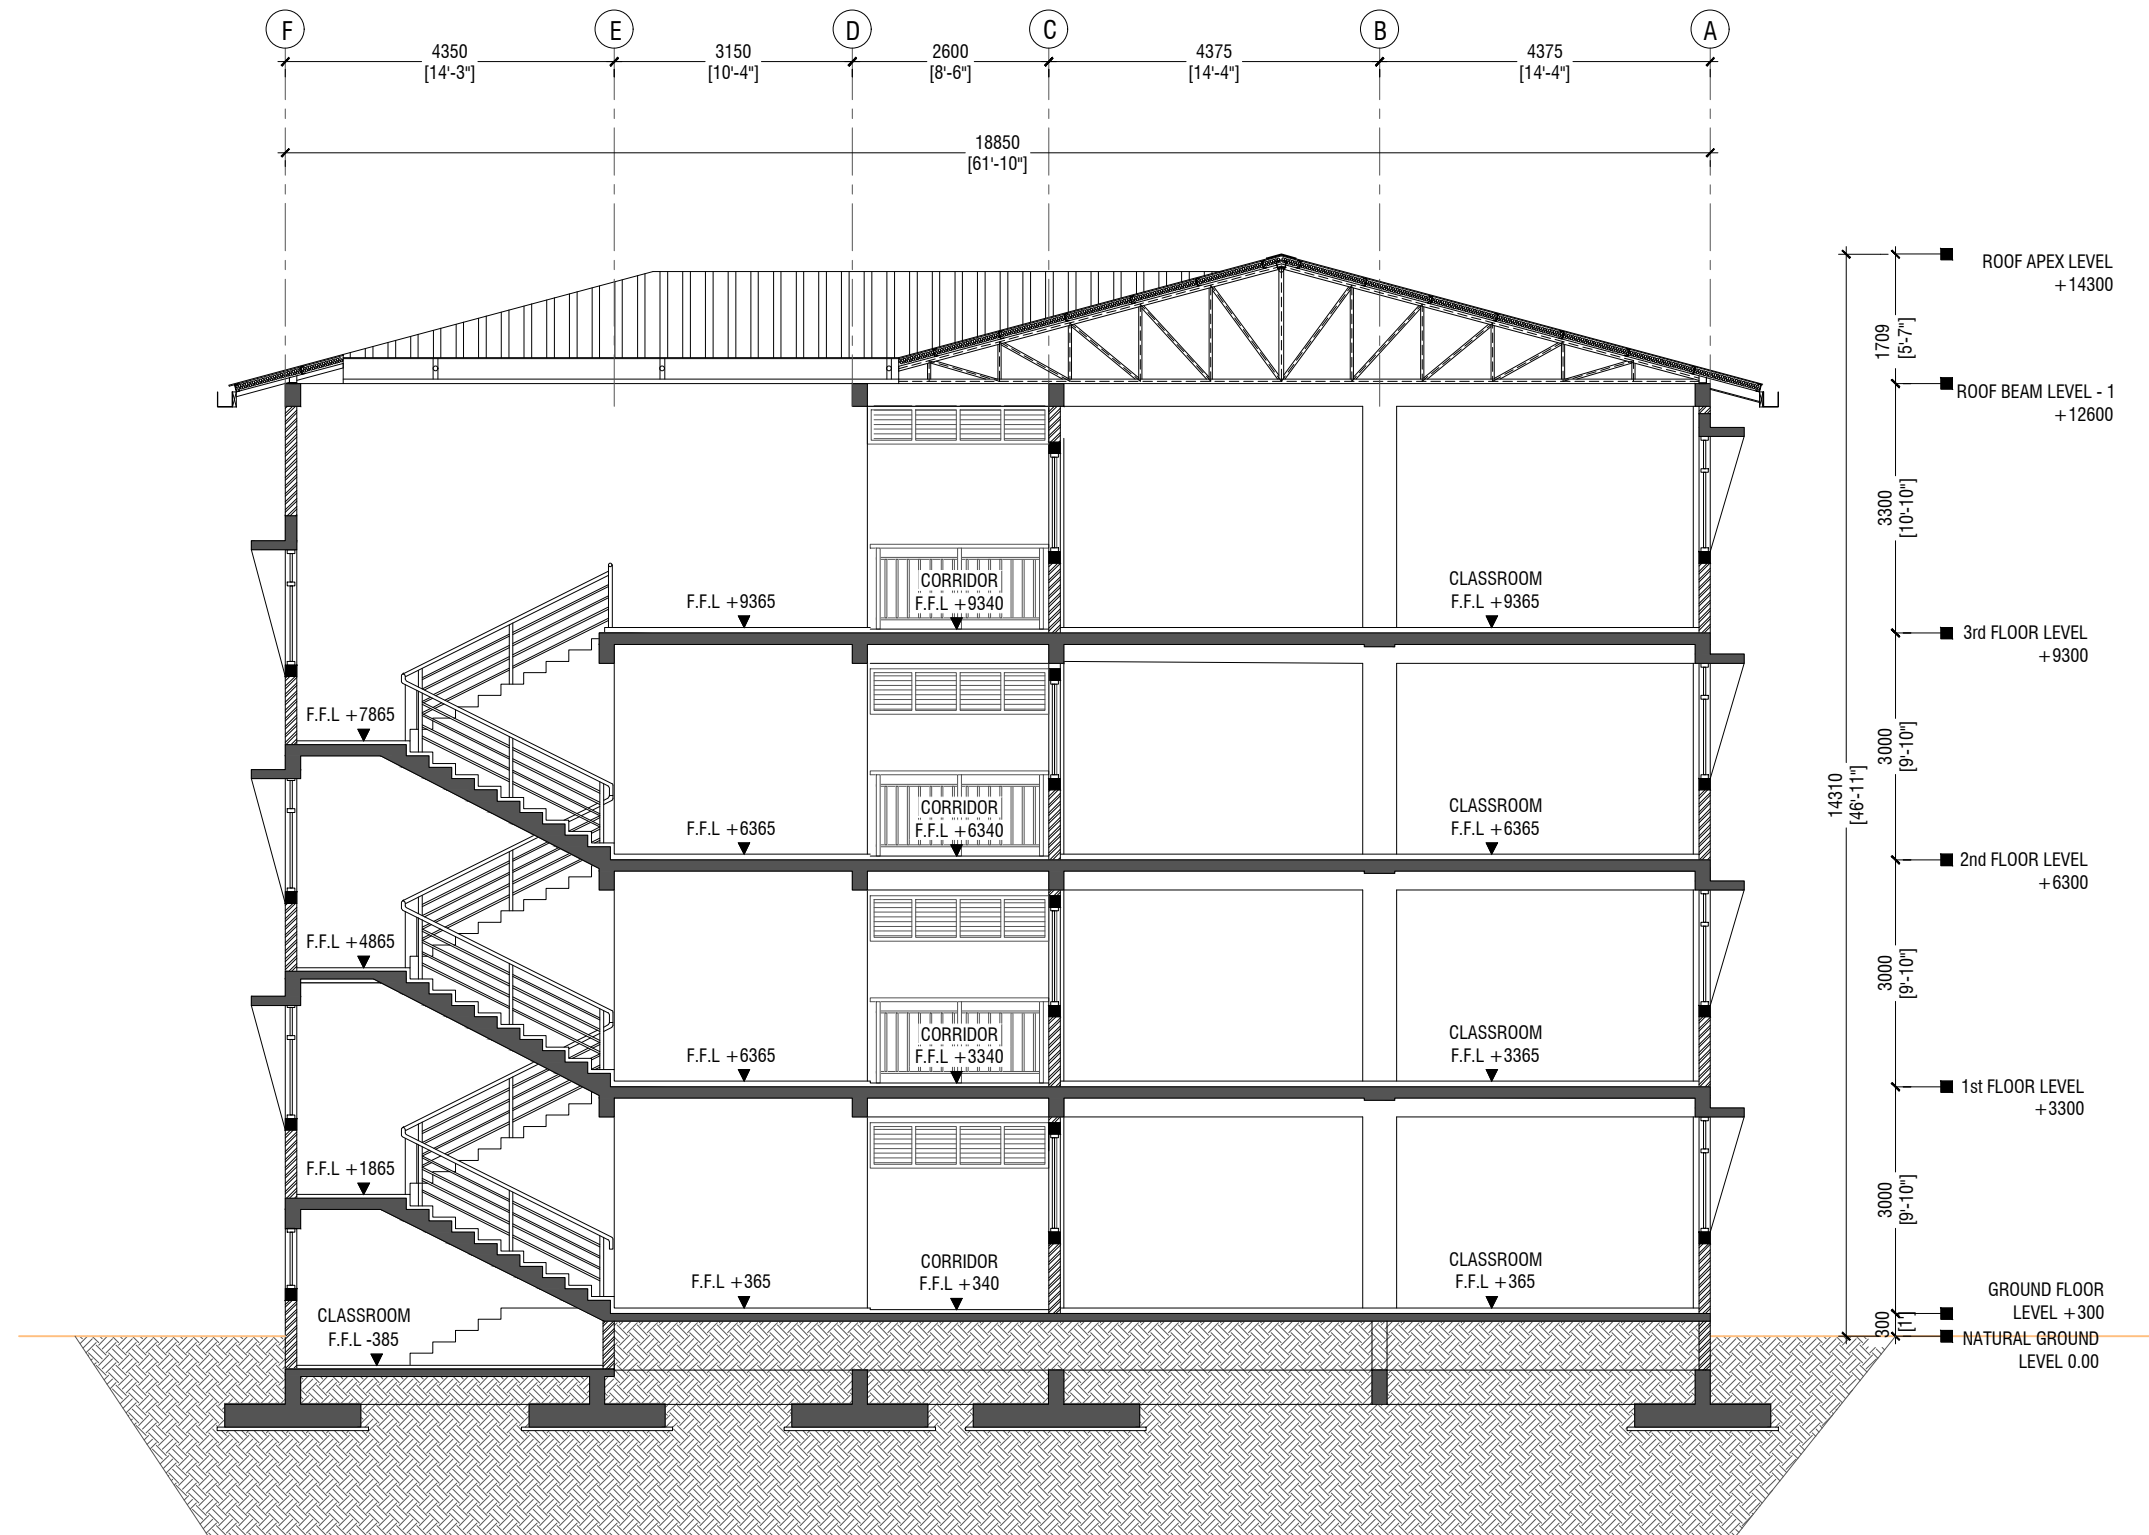 F E D C B A
4350 3150 2600 4375 4375
[14'-3"] [10'-4"] [8'-6"] [14'-4"] [14'-4"]
18850
[61'-10"]
ROOF APEX LEVEL
+14300
1709
[5'-7"]
ROOF BEAM LEVEL - 1
+12600
3300
[10'-10"]
CORRIDOR
F.F.L +9340
CLASSROOM
F.F.L +9365
F.F.L +9365
3rd FLOOR LEVEL
+9300
F.F.L +7865
3000
[9'-10"]
14310
[46'-11"]
CORRIDOR
F.F.L +6340
CLASSROOM
F.F.L +6365
F.F.L +6365
2nd FLOOR LEVEL
+6300
F.F.L +4865
3000
[9'-10"]
CORRIDOR
F.F.L +3340
CLASSROOM
F.F.L +3365
F.F.L +6365
1st FLOOR LEVEL
+3300
F.F.L +1865
3000
[9'-10"]
CORRIDOR
F.F.L +340
CLASSROOM
F.F.L +365
F.F.L +365
GROUND FLOOR
LEVEL +300
300
[1']
CLASSROOM
F.F.L -385
NATURAL GROUND
LEVEL 0.00